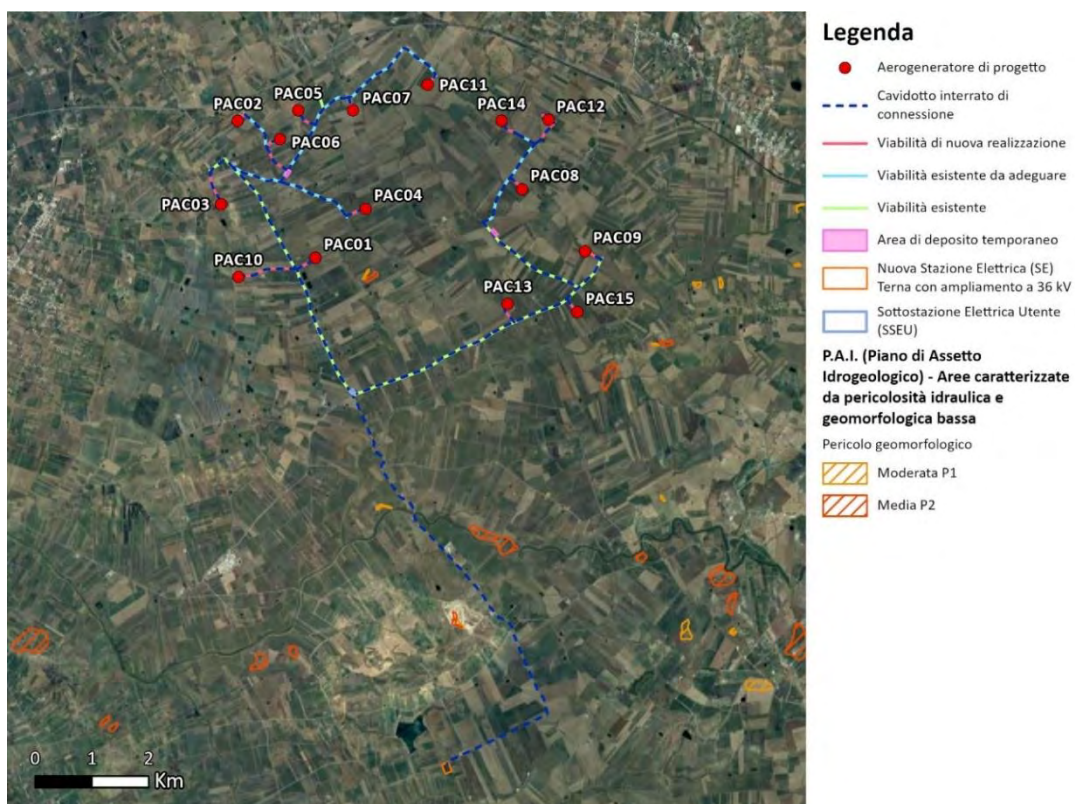 PAC11
PAC05
PAC02
PAC07
PAC14
PAC12
PAC06
PAC08
PAC03
PAC04
PAC09
PAC01
PAC10
PAC13
PAC15
0 1 2
Km
Legenda
Aerogeneratore di progetto
Cavidotto interrato di
connessione
Viabilità di nuova realizzazione
Viabilità esistente da adeguare
Viabilità esistente
Area di deposito temporaneo
Nuova Stazione Elettrica (SE)
Terna con ampliamento a 36 kV
Sottostazione Elettrica Utente
(SSEU)
P.A.I. (Piano di Assetto
Idrogeologico) - Aree caratterizzate
da pericolosità idraulica e
geomorfologica bassa
Pericolo geomorfologico
Moderata P1
Media P2